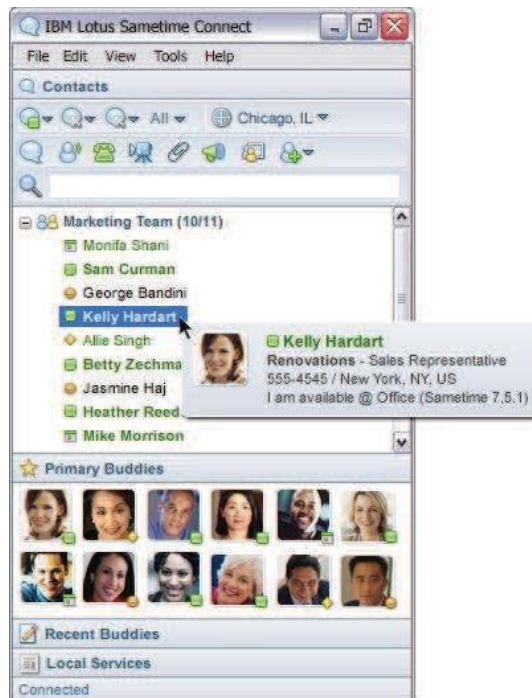 IBM Lotus Sametime Connect
File Edit View Tools Help
Contacts
All Chicago, IL
Marketing Team (10/11)
Monifa Shani
Sam Curman
George Bandini
Kelly Hardart
Allie Singh
Betty Zechma
Jasmine Haj
Heather Reed
Mike Morrison
Kelly Hardart
Renovations - Sales Representative
555-4545 / New York, NY, US
I am available @ Office (Sametime 7.5.1)
Primary Buddies
Recent Buddies
Local Services
Connected